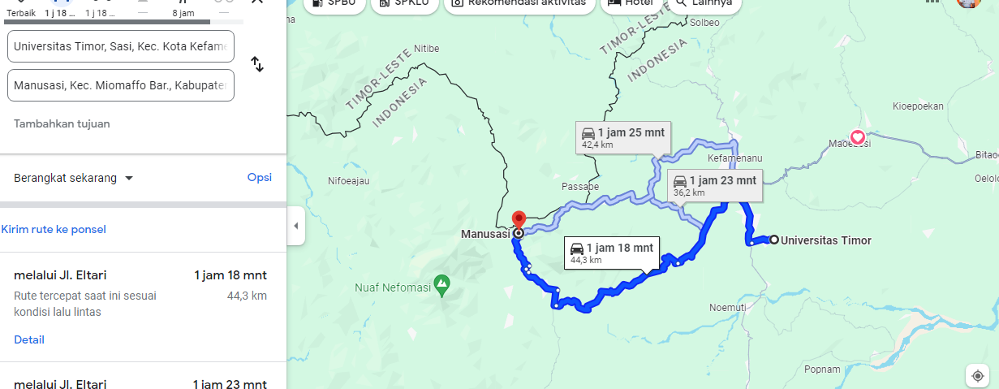 SPBU
SPKLU
Rekomendasi aktivitas
Hotel
Lainnya
Terbaik
1 j 18 ...
1 j 18 ...
—
8 jam
—
Universitas Timor, Sasi, Kec. Kota Kefam
Manusasi, Kec. Miomaffo Bar., Kabupate
Tambahkan tujuan
Berangkat sekarang
Opsi
Kirim rute ke ponsel
melalui Jl. Eltari
1 jam 18 mnt
Rute tercepat saat ini sesuai
44,3 km
kondisi lalu lintas
Detail
melalui Jl. Eltari
1 jam 23 mnt
Solbeo
TIMOR-LESTE
INDONESIA
Nitibe
TIMOR-LESTE
INDONESIA
Kioepoekan
1 jam 25 mnt
42,4 km
Maoebesi
Kefamenanu
Bitao
Nifoeajau
Passabe
1 jam 23 mnt
36,2 km
Oelolo
Manusasi
Universitas Timor
1 jam 18 mnt
44,3 km
Nuaf Nefomasi
Noemuti
Popnam